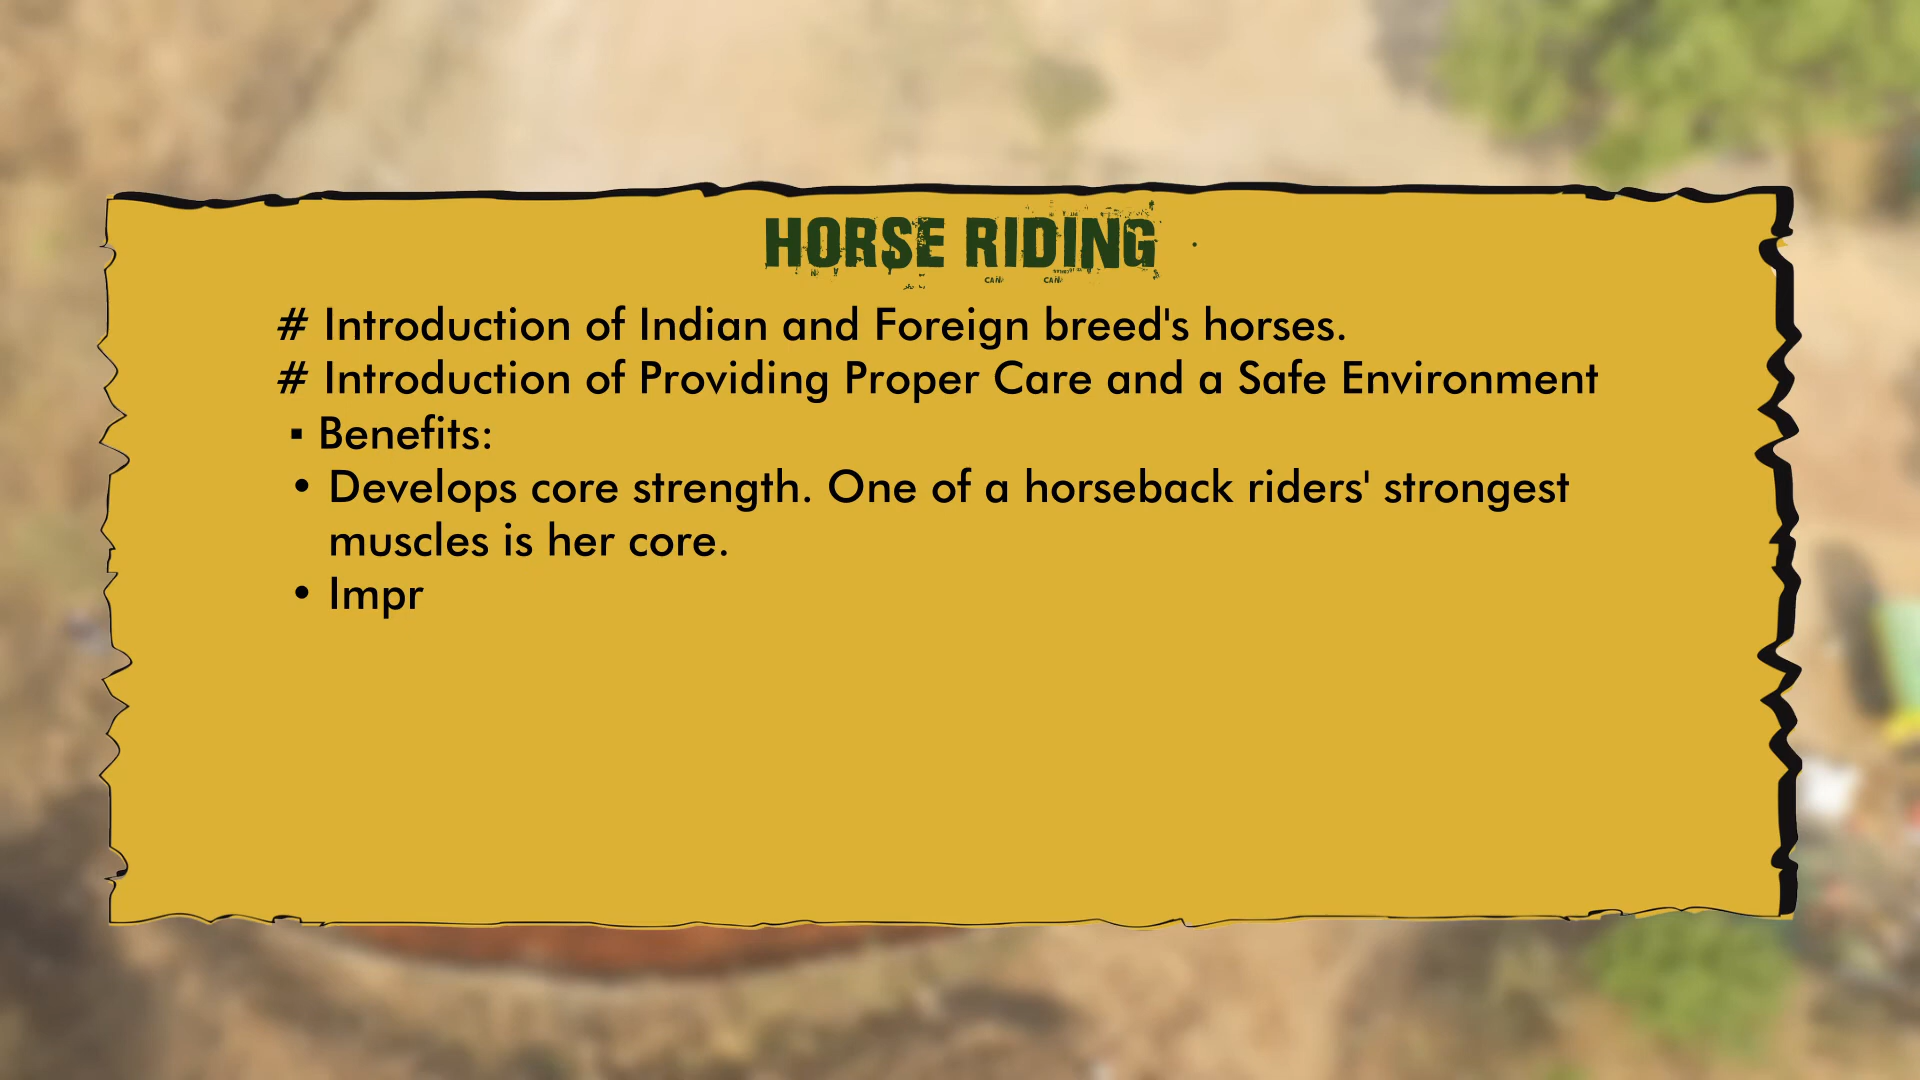 HORSE RIDING
# Introduction of Indian and Foreign breed's horses.
# Introduction of Providing Proper Care and a Safe Environment
▪ Benefits:
• Develops core strength. One of a horseback riders' strongest
muscles is her core.
• Impr